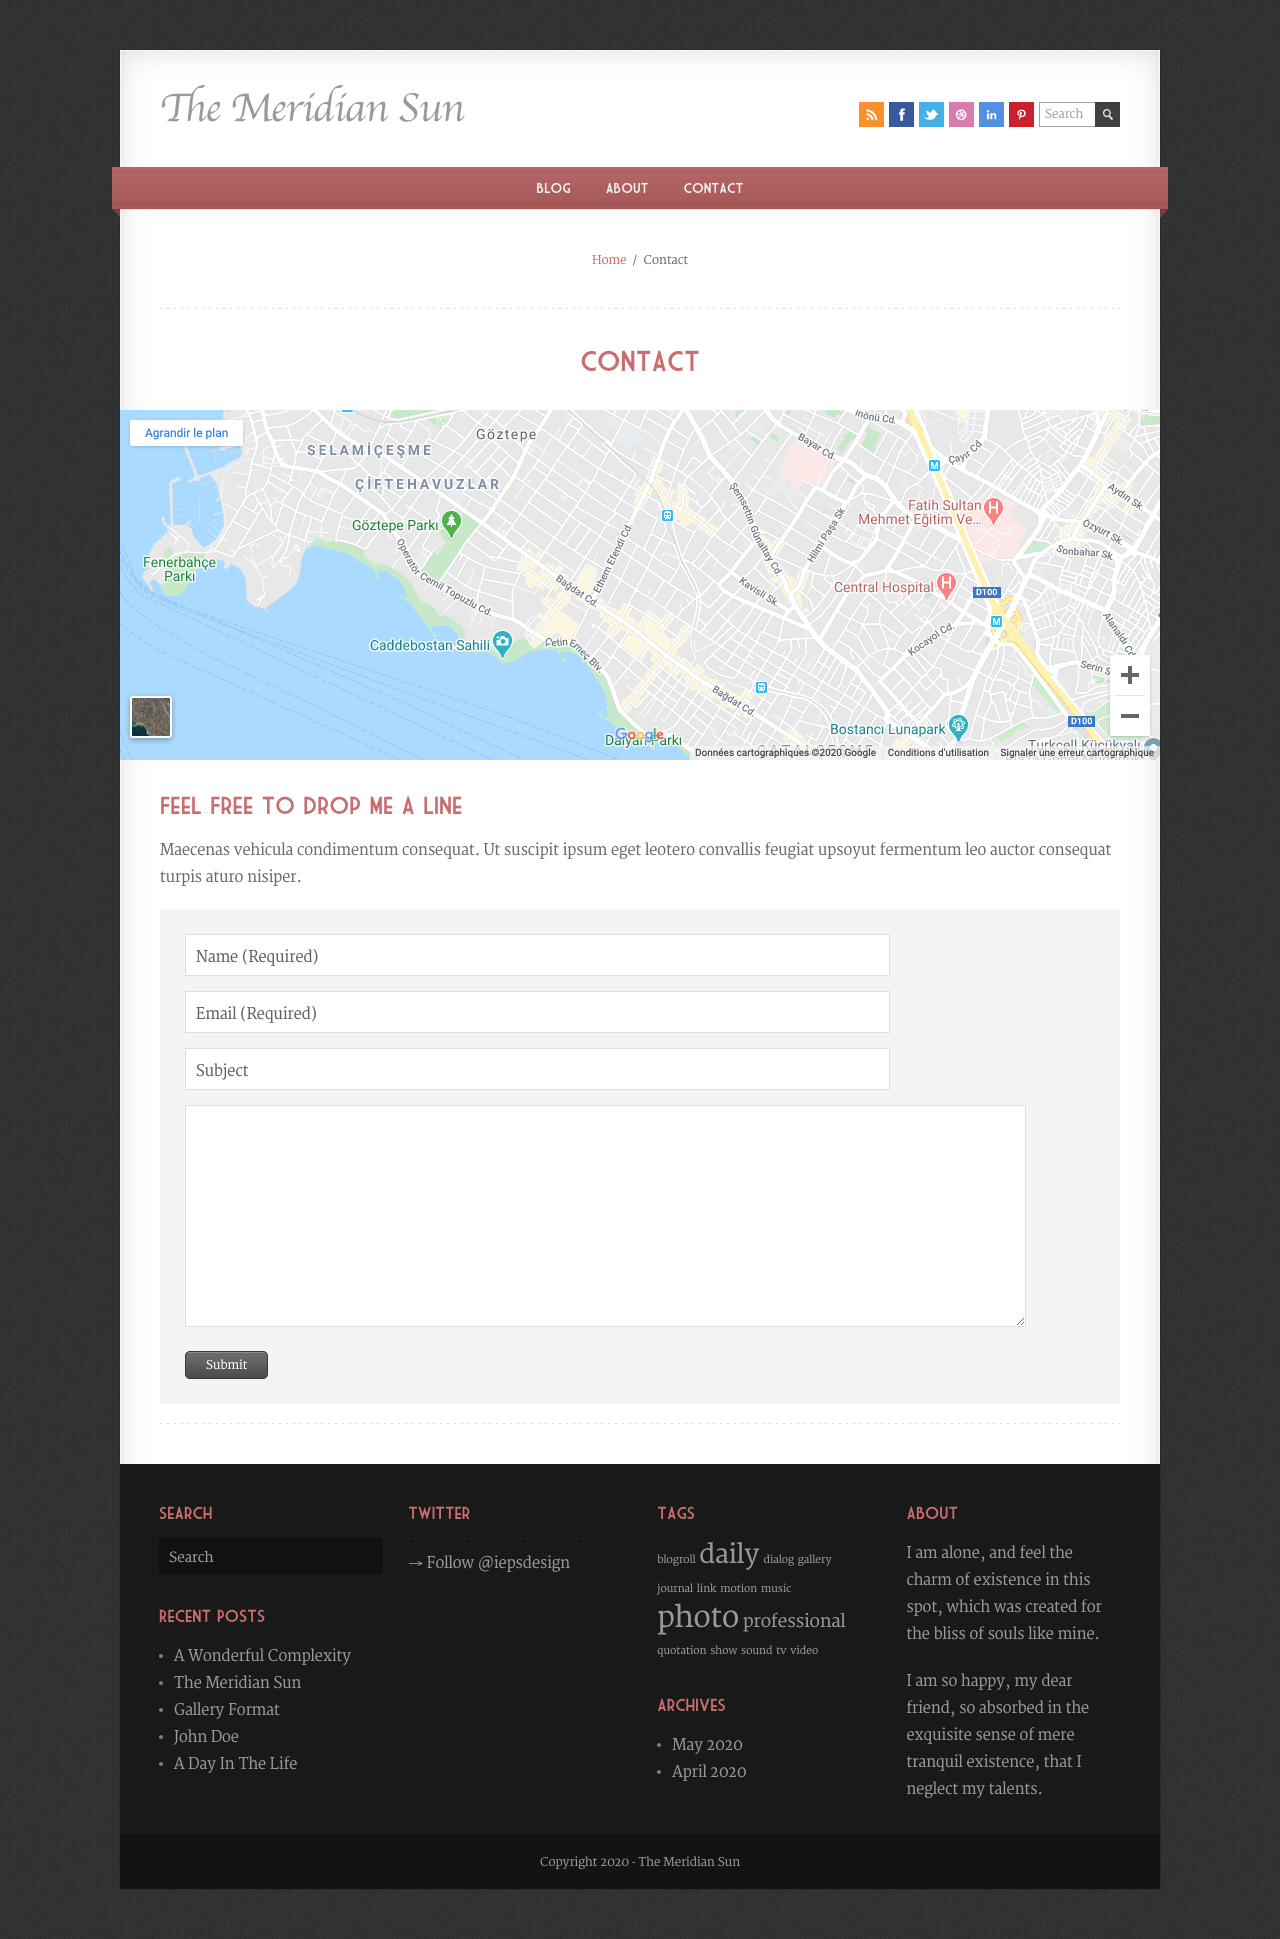 The Meridian Sun
Search
BLOG ABOUT CONTACT
Home / Contact
CONTACT
Agrandir le plan
İnönü Cd.
Göztepe
SELAMİÇEŞME
Bayar Cd.
Çayır Cd
M
ÇİFTEHAVUZLAR
Aydın Sk.
Şemsettin Günaltay Cd.
Fatih Sultan
Mehmet Eğitim Ve...
H
Göztepe Parkı
Hilmi Paşa Sk
Özyurt Sk.
Ethem Efendi Cd.
Sonbahar Sk.
Operatör Cemil Topuzlu Cd.
Fenerbahçe
Parkı
Bağdat Cd.
Kavisli Sk.
Central Hospital
H
D100
M
Alanaldı Cd.
Kocayol Cd.
Caddebostan Sahili
Çetin Emeç Blv.
Serin Sk.
Bağdat Cd.
Bostancı Lunapark
D100
Google
Dalyan Parkı
Turkcell Küçükyalı
Données cartographiques ©2020 Google Conditions d'utilisation Signaler une erreur cartographique
FEEL FREE TO DROP ME A LINE
Maecenas vehicula condimentum consequat. Ut suscipit ipsum eget leotero convallis feugiat upsoyut fermentum leo auctor consequat
turpis aturo nisiper.
Name (Required)
Email (Required)
Subject
Submit
SEARCH
Search
RECENT POSTS
A Wonderful Complexity
The Meridian Sun
Gallery Format
John Doe
A Day In The Life
TWITTER
→ Follow @iepsdesign
TAGS
blogroll daily dialog gallery
journal link motion music
photo professional
quotation show sound tv video
ARCHIVES
May 2020
April 2020
ABOUT
I am alone, and feel the
charm of existence in this
spot, which was created for
the bliss of souls like mine.
I am so happy, my dear
friend, so absorbed in the
exquisite sense of mere
tranquil existence, that I
neglect my talents.
Copyright 2020 - The Meridian Sun